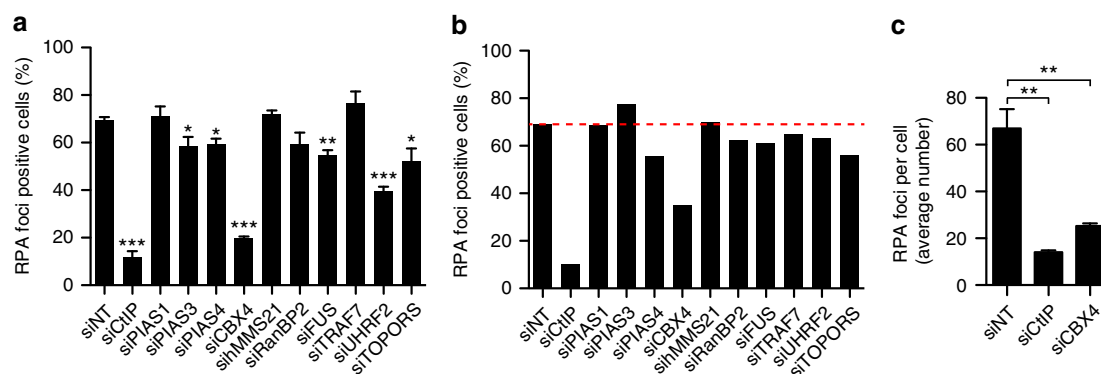 a
RPA foci positive cells (%)
100
80
60
40
20
0
***
*
*
***
**
***
*
siNT
siCtIP
siPIAS1
siPIAS3
siPIAS4
siCBX4
sihMMS21
siRanBP2
siFUS
siTRAF7
siUHRF2
siTOPORS
b
RPA foci positive cells (%)
100
80
60
40
20
0
siNT
siCtIP
siPIAS1
siPIAS3
siPIAS4
siCBX4
sihMMS21
siRanBP2
siFUS
siTRAF7
siUHRF2
siTOPORS
c
RPA foci per cell
(average number)
80
60
40
20
0
**
**
siNT
siCtIP
siCBX4